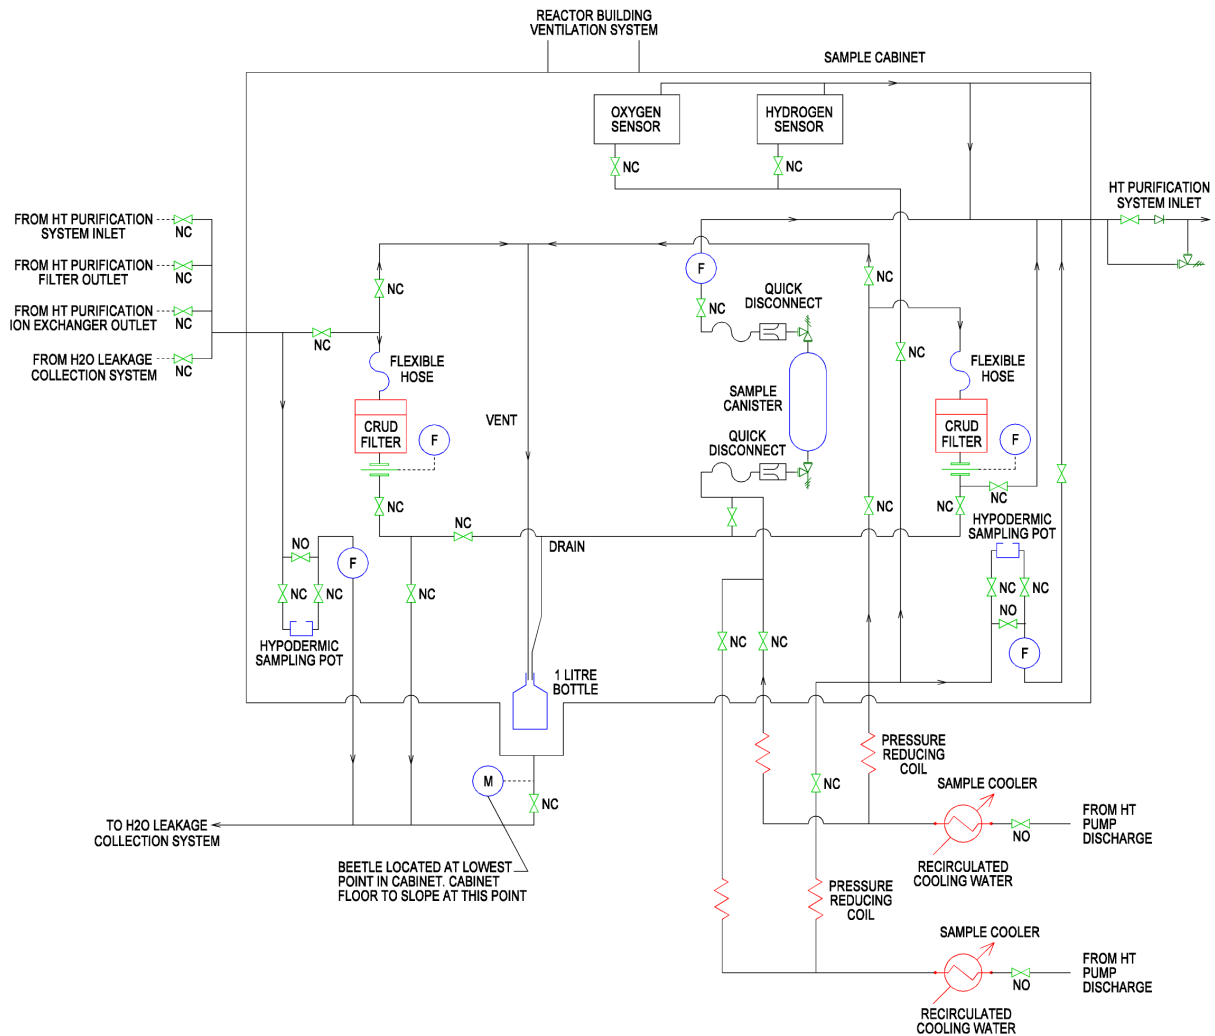 REACTOR BUILDING
VENTILATION SYSTEM
SAMPLE CABINET
OXYGEN
SENSOR
HYDROGEN
SENSOR
NC
NC
HT PURIFICATION
SYSTEM INLET
FROM HT PURIFICATION
SYSTEM INLET
NC
FROM HT PURIFICATION
FILTER OUTLET
NC
FROM HT PURIFICATION
ION EXCHANGER OUTLET
NC
FROM H2O LEAKAGE
COLLECTION SYSTEM
NC
NC
NC
F
NC
QUICK
DISCONNECT
NC
NC
FLEXIBLE
HOSE
CRUD
FILTER
F
NC
VENT
SAMPLE
CANISTER
QUICK
DISCONNECT
FLEXIBLE
HOSE
CRUD
FILTER
F
NC
NC
NC
NC
DRAIN
HYPODERMIC
SAMPLING POT
NO
F
NC
NC
NC
HYPODERMIC
SAMPLING POT
NC
NC
NO
F
NC
NC
1 LITRE
BOTTLE
M
NC
PRESSURE
REDUCING
COIL
NC
SAMPLE COOLER
NO
FROM HT
PUMP
DISCHARGE
RECIRCULATED
COOLING WATER
TO H2O LEAKAGE
COLLECTION SYSTEM
BEETLE LOCATED AT LOWEST
POINT IN CABINET. CABINET
FLOOR TO SLOPE AT THIS POINT
PRESSURE
REDUCING
COIL
SAMPLE COOLER
NO
FROM HT
PUMP
DISCHARGE
RECIRCULATED
COOLING WATER